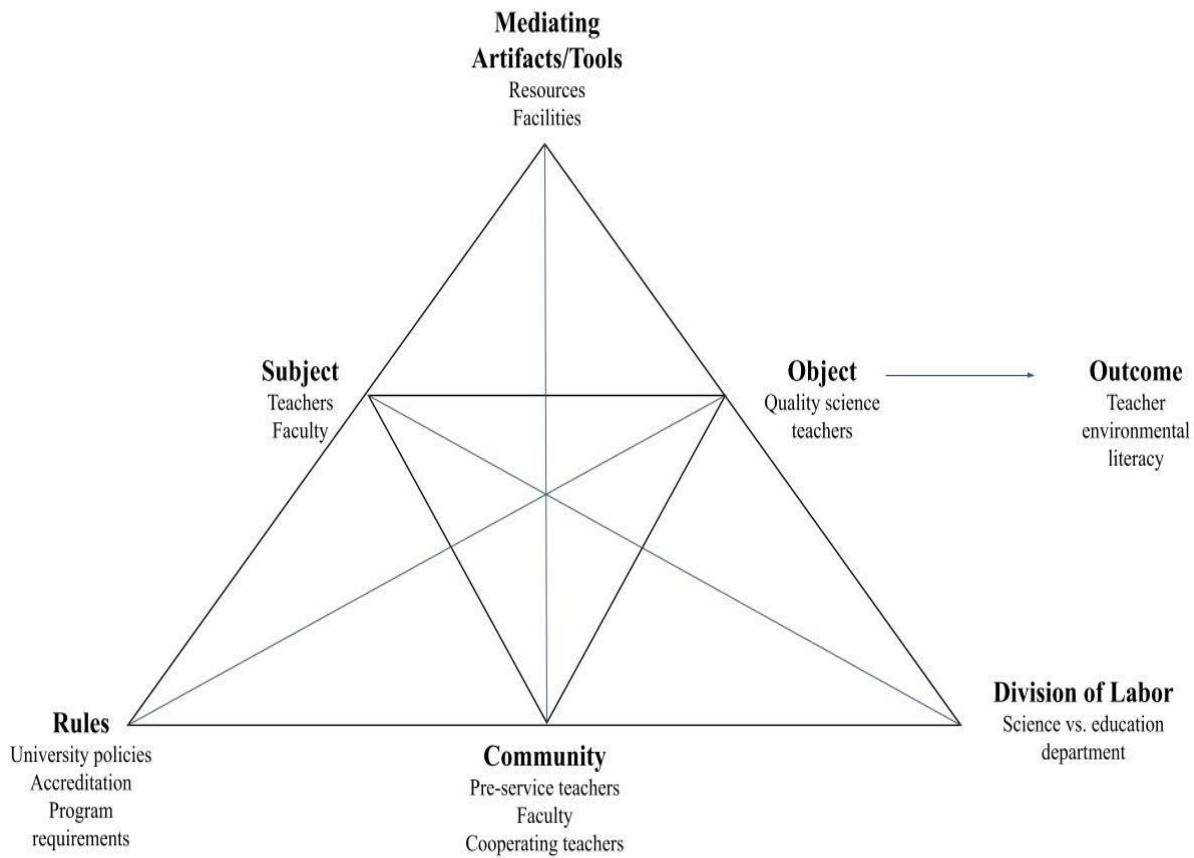 Mediating
Artifacts/Tools
Resources
Facilities
Subject
Teachers
Faculty
Object
Quality science
teachers
Outcome
Teacher
environmental
literacy
Rules
University policies
Accreditation
Program
requirements
Community
Pre-service teachers
Faculty
Cooperating teachers
Division of Labor
Science vs. education
department